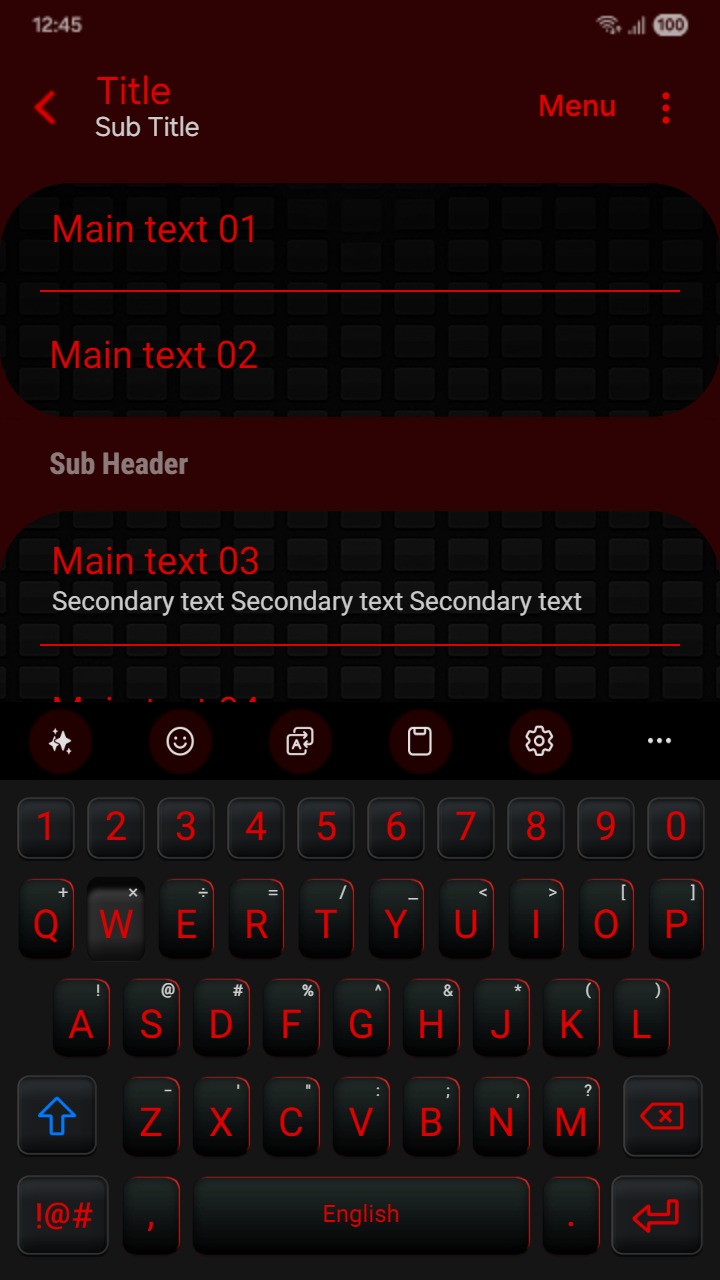 12:45
100
Title
Sub Title
Menu
Main text 01
Main text 02
Sub Header
Main text 03
Secondary text Secondary text Secondary text
1 2 3 4 5 6 7 8 9 0
+ × ÷ = / _ < > [ ]
Q W E R T Y U I O P
! @ # % ^ & * ( )
A S D F G H J K L
- ' " : ; , ?
Z X C V B N M
!@# , English .